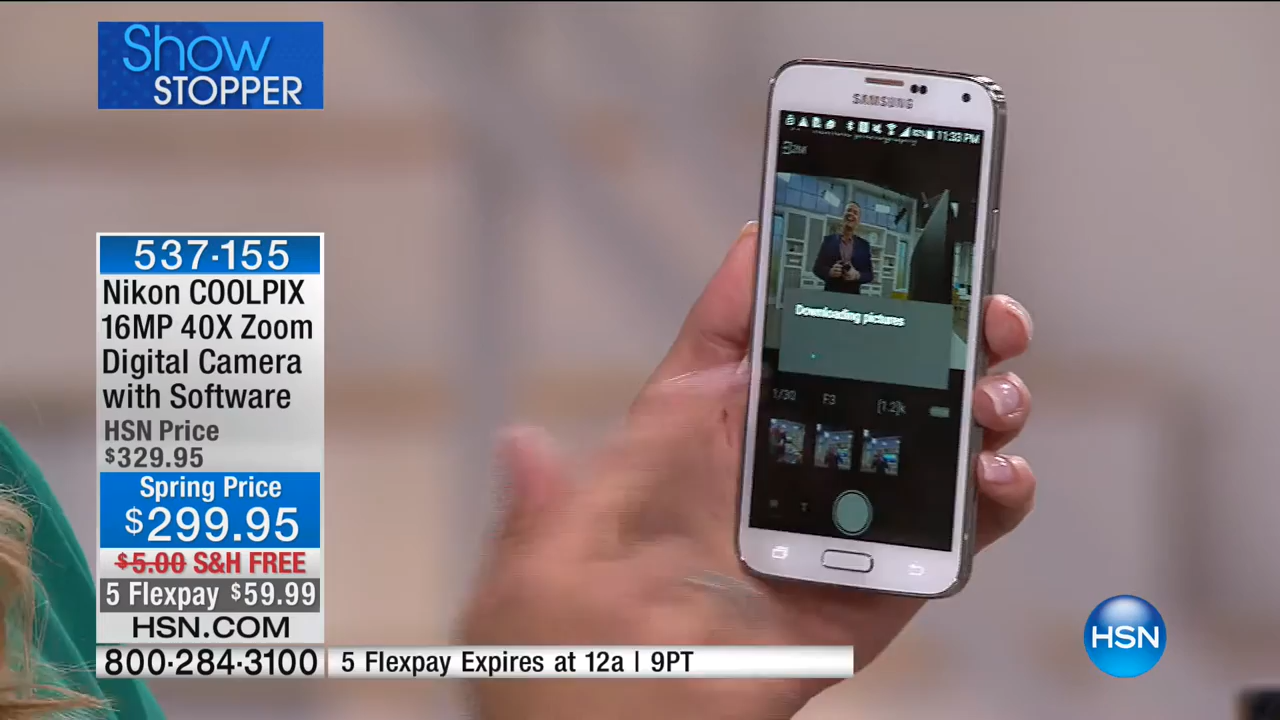 Show
STOPPER
537·155
Nikon COOLPIX
16MP 40X Zoom
Digital Camera
with Software
HSN Price
$329.95
Spring Price
$299.95
$5.00 S&H FREE
5 Flexpay $59.99
HSN.COM
800·284·3100
5 Flexpay Expires at 12a | 9PT
SAMSUNG
11:33 PM
Downloading pictures
1/30 F3 [1.2]k
HSN